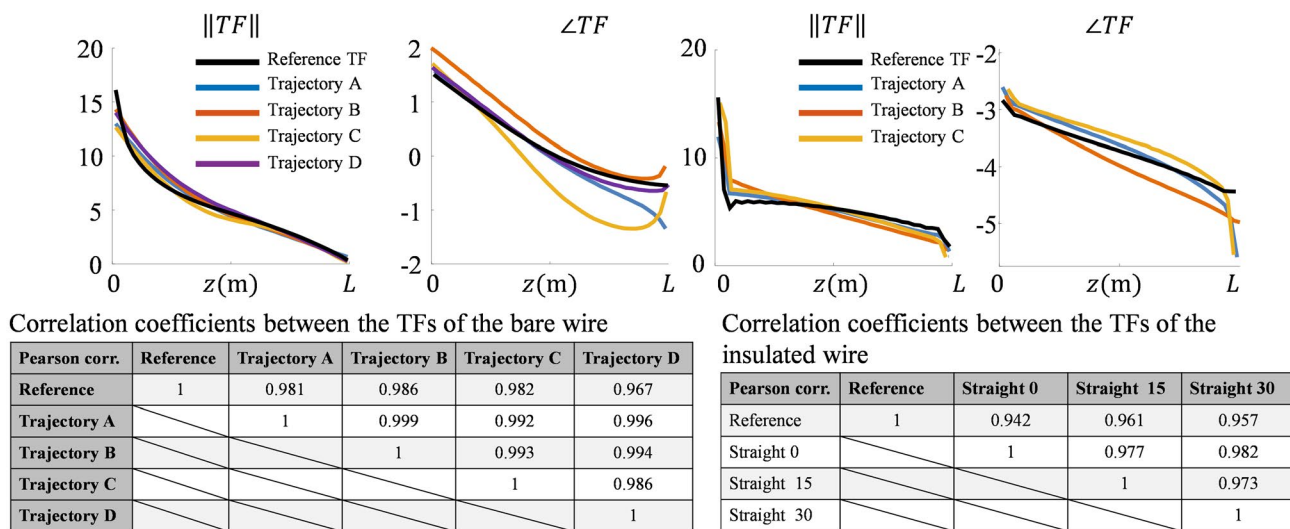 ‖TF‖
20
15
10
5
0
0
z(m)
L
Reference TF
Trajectory A
Trajectory B
Trajectory C
Trajectory D
∠TF
2
1
0
-1
-2
0
z(m)
L
‖TF‖
20
10
0
0
z(m)
L
Reference TF
Trajectory A
Trajectory B
Trajectory C
∠TF
-2
-3
-4
-5
0
z(m)
L
Correlation coefficients between the TFs of the bare wire
Pearson corr. Reference Trajectory A Trajectory B Trajectory C Trajectory D
Reference 1 0.981 0.986 0.982 0.967
Trajectory A 1 0.999 0.992 0.996
Trajectory B 1 0.993 0.994
Trajectory C 1 0.986
Trajectory D 1
Correlation coefficients between the TFs of the
insulated wire
Pearson corr. Reference Straight 0 Straight 15 Straight 30
Reference 1 0.942 0.961 0.957
Straight 0 1 0.977 0.982
Straight 15 1 0.973
Straight 30 1